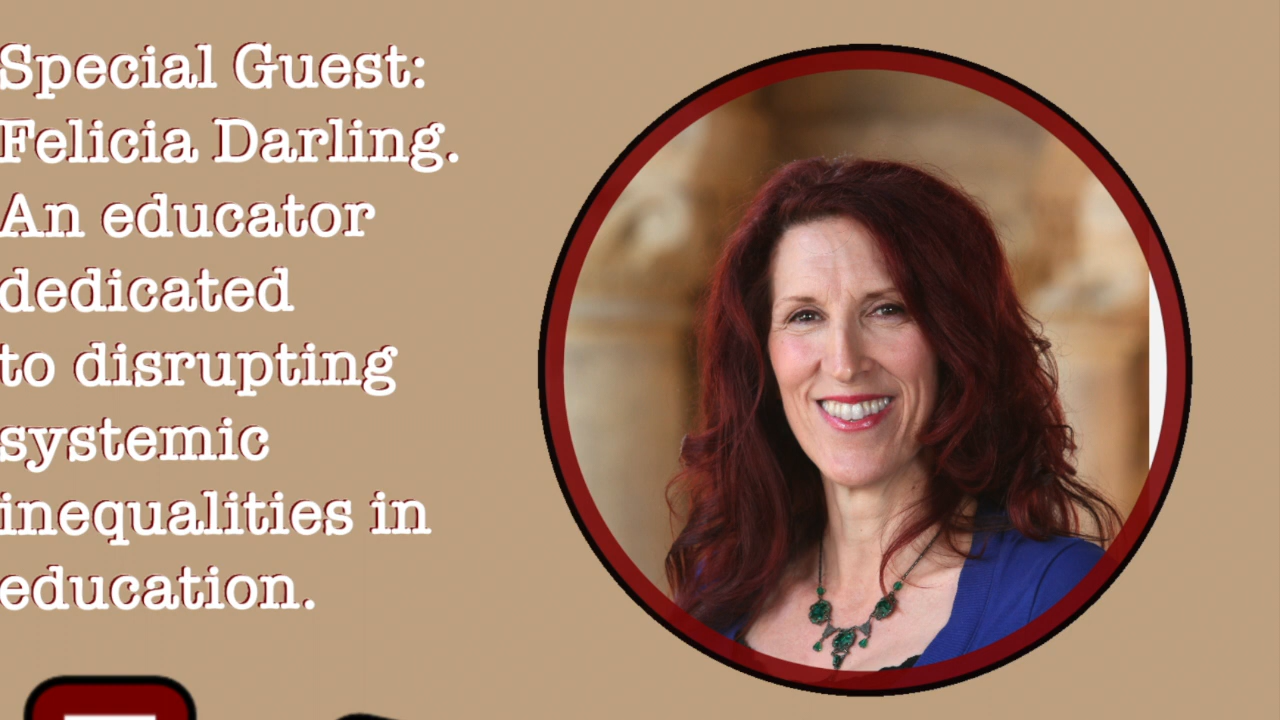 Special Guest:
Felicia Darling.
An educator
dedicated
to disrupting
systemic
inequalities in
education.